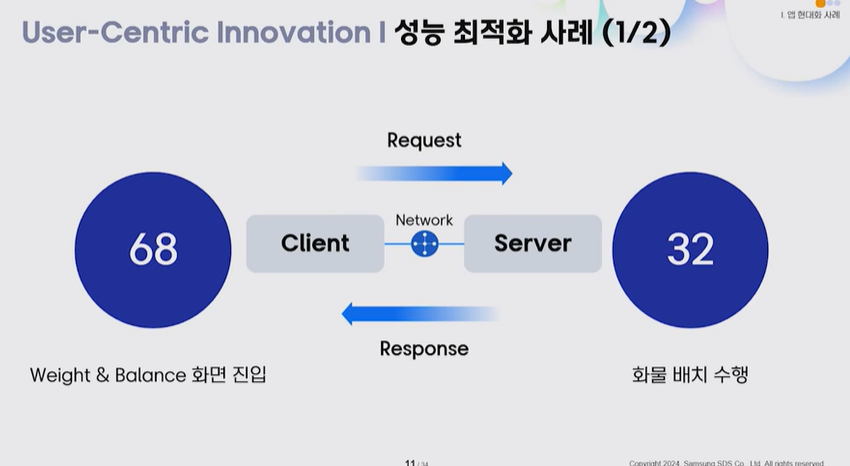 I. 앱 현대화 사례
User-Centric Innovation I 성능 최적화 사례 (1/2)
Request
68
Client
Network
Server
32
Response
Weight & Balance 화면 진입
화물 배치 수행
11 / 34
Copyright 2024. Samsung SDS Co., Ltd. All rights reserved